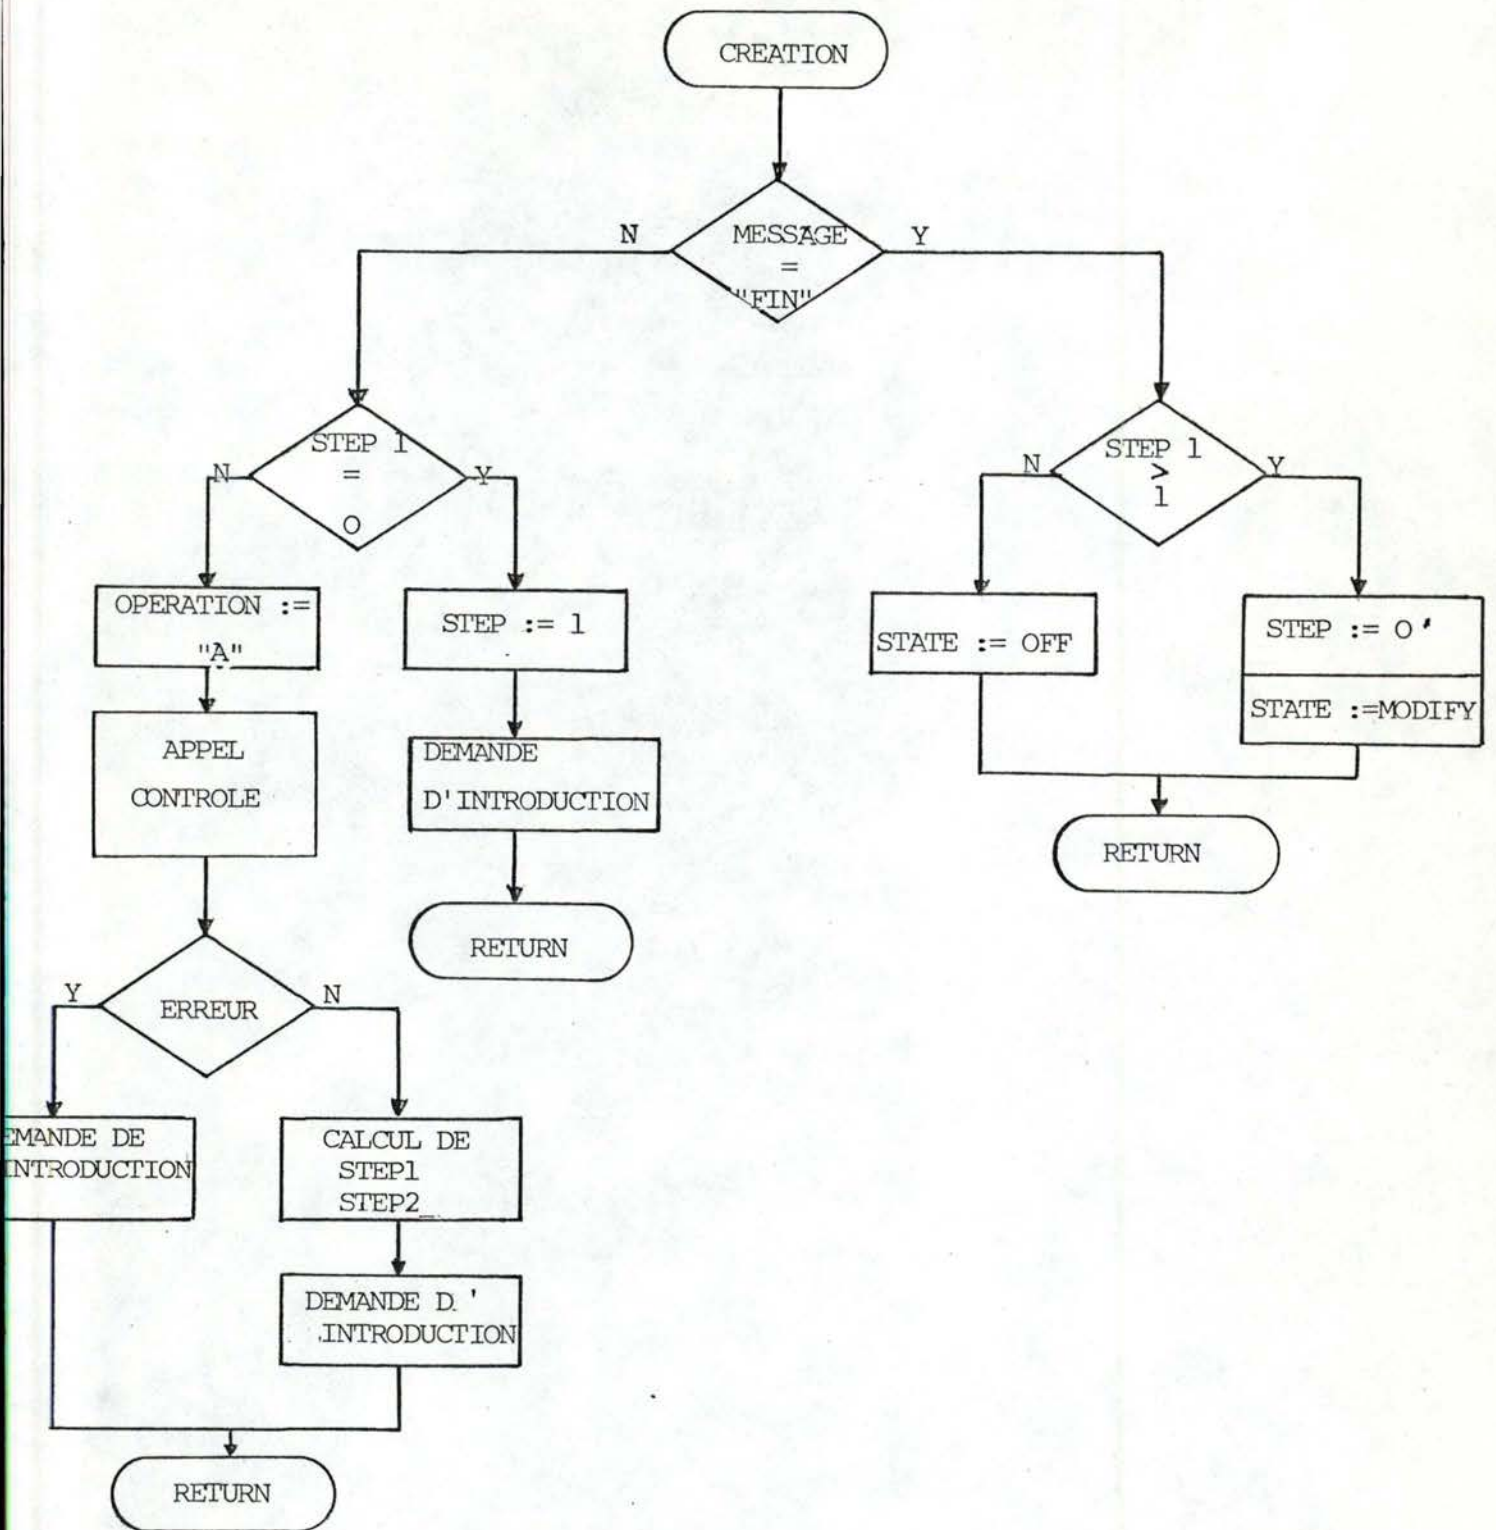 CREATION
N
MESSAGE
=
"FIN"
Y
STEP 1
=
O
N
Y
STEP 1
>
1
N
Y
OPERATION :=
"A"
STEP := 1
STATE := OFF
STEP := O
STATE :=MODIFY
APPEL
CONTROLE
DEMANDE
D'INTRODUCTION
RETURN
RETURN
ERREUR
Y
N
EMANDE DE
INTRODUCTION
CALCUL DE
STEP1
STEP2
DEMANDE D.'
INTRODUCTION
RETURN